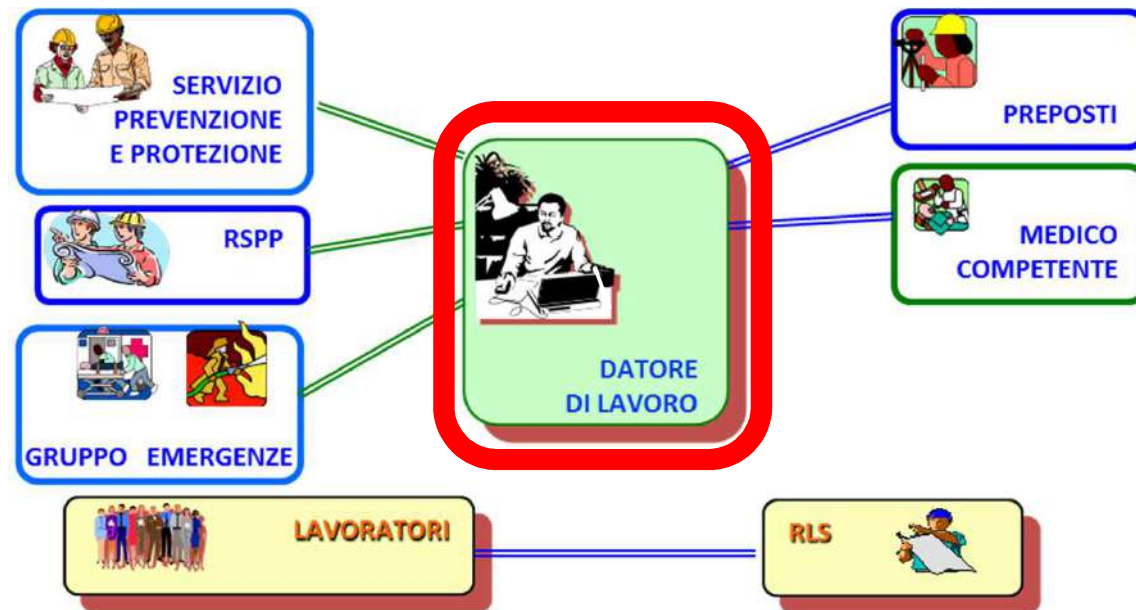 SERVIZIO
PREVENZIONE
E PROTEZIONE
RSPP
GRUPPO EMERGENZE
DATORE
DI LAVORO
PREPOSTI
MEDICO
COMPETENTE
LAVORATORI
RLS